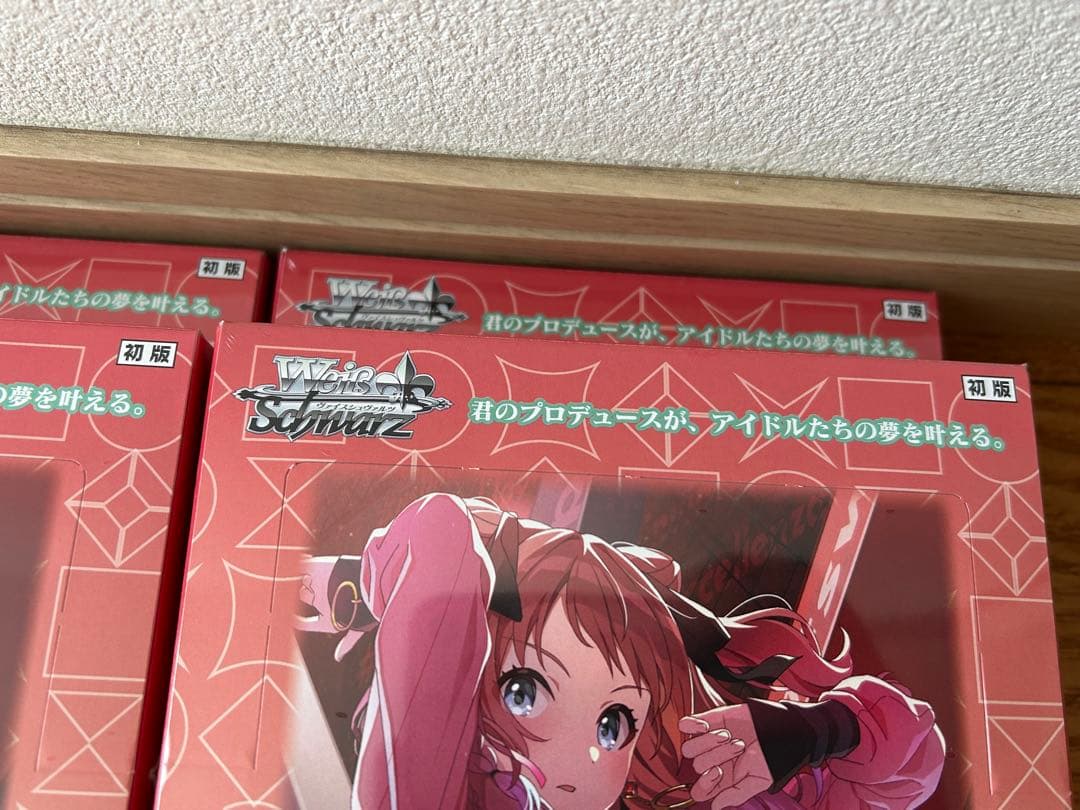 初版
イドルたちの夢を叶える。
Weiß Schwarz
君のプロデュースが、アイドルたちの夢を叶える。
初版
初版
の夢を叶える。
Weiß
ヴァイスシュヴァルツ
Schwarz
君のプロデュースが、アイドルたちの夢を叶える。
初版